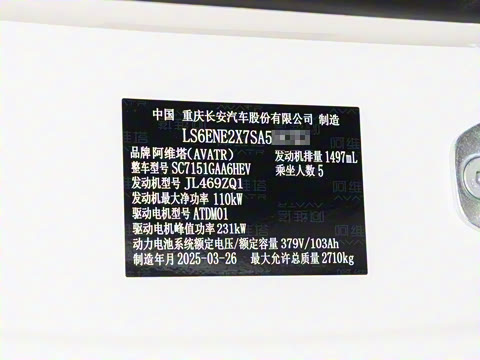 中国 重庆长安汽车股份有限公司 制造
LS6ENE2X7SA5
品牌 阿维塔(AVATR) 发动机排量 1497mL
整车型号 SC7151GAA6HEV 乘坐人数 5
发动机型号 JL469ZQ1
发动机最大净功率 110kW
驱动电机型号 ATDM01
驱动电机峰值功率 231kW
动力电池系统额定电压/额定容量 379V/103Ah
制造年月 2025-03-26 最大允许总质量 2710kg